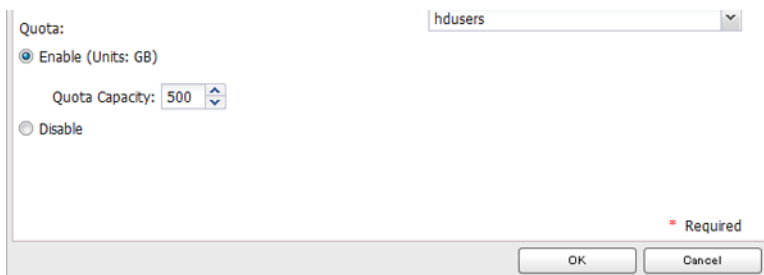 hdusers
Quota:
Enable (Units: GB)
Quota Capacity: 500
Disable
* Required
OK Cancel